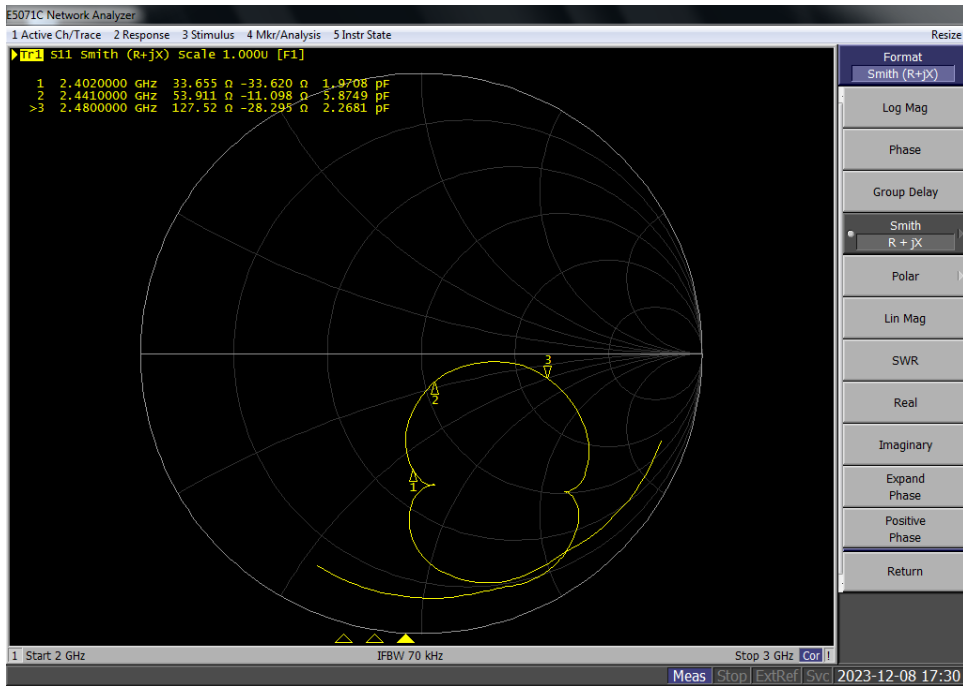 E5071C Network Analyzer
1 Active Ch/Trace 2 Response 3 Stimulus 4 Mkr/Analysis 5 Instr State
Resize
Tr1 S11 Smith (R+jX) Scale 1.000U [F1]
1 2.4020000 GHz 33.655 Ω -33.620 Ω 1.9708 pF
2 2.4410000 GHz 53.911 Ω -11.098 Ω 5.8749 pF
>3 2.4800000 GHz 127.52 Ω -28.295 Ω 2.2681 pF
3
2
1
Format
Smith (R+jX)
Log Mag
Phase
Group Delay
Smith
R + jX
Polar
Lin Mag
SWR
Real
Imaginary
Expand
Phase
Positive
Phase
Return
1 Start 2 GHz
IFBW 70 kHz
Stop 3 GHz Cor !
Meas Stop ExtRef Svc 2023-12-08 17:30